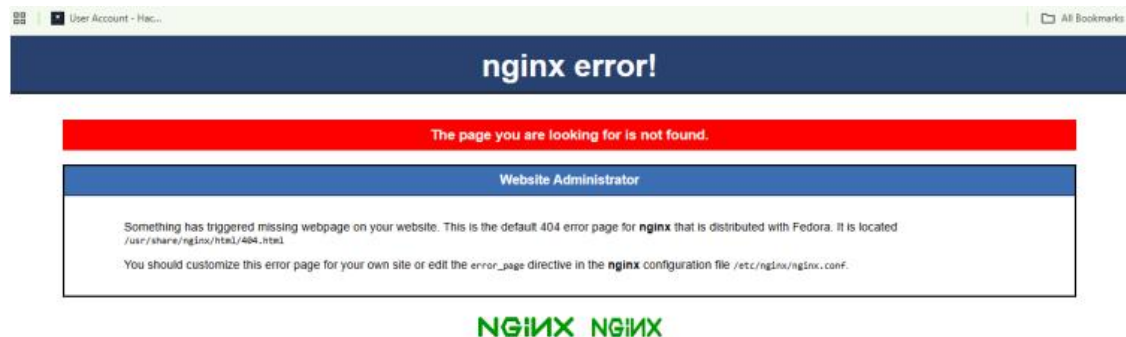 User Account - Hac...
All Bookmarks
nginx error!
The page you are looking for is not found.
Website Administrator
Something has triggered missing webpage on your website. This is the default 404 error page for nginx that is distributed with Fedora. It is located
/usr/share/nginx/html/404.html
You should customize this error page for your own site or edit the error_page directive in the nginx configuration file /etc/nginx/nginx.conf.
NGiNX NGiNX